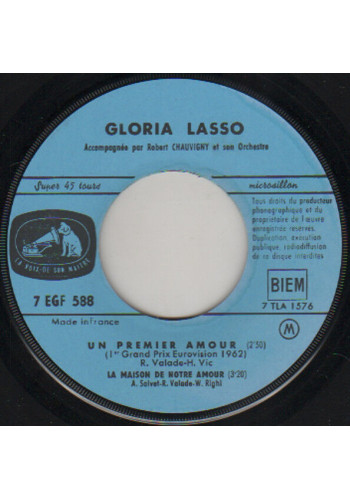 GLORIA LASSO
Accompagnée par Robert CHAUVIGNY et son Orchestre
Super 45 tours
microsillon
Tous droits du producteur
phonographique et du
propriétaire de l'œuvre
enregistrée réservés.
Application, exécution
publique, radiodiffusion
de ce disque interdites
LA VOIX DE SON MAITRE
7 EGF 588
BIEM
7 TLA 1576
Made in France
M
UN PREMIER AMOUR (2'50)
(1er Grand Prix Eurovision 1962)
R. Valade-H. Vic
LA MAISON DE NOTRE AMOUR (3'20)
A. Salvet-R. Valade-W. Righi